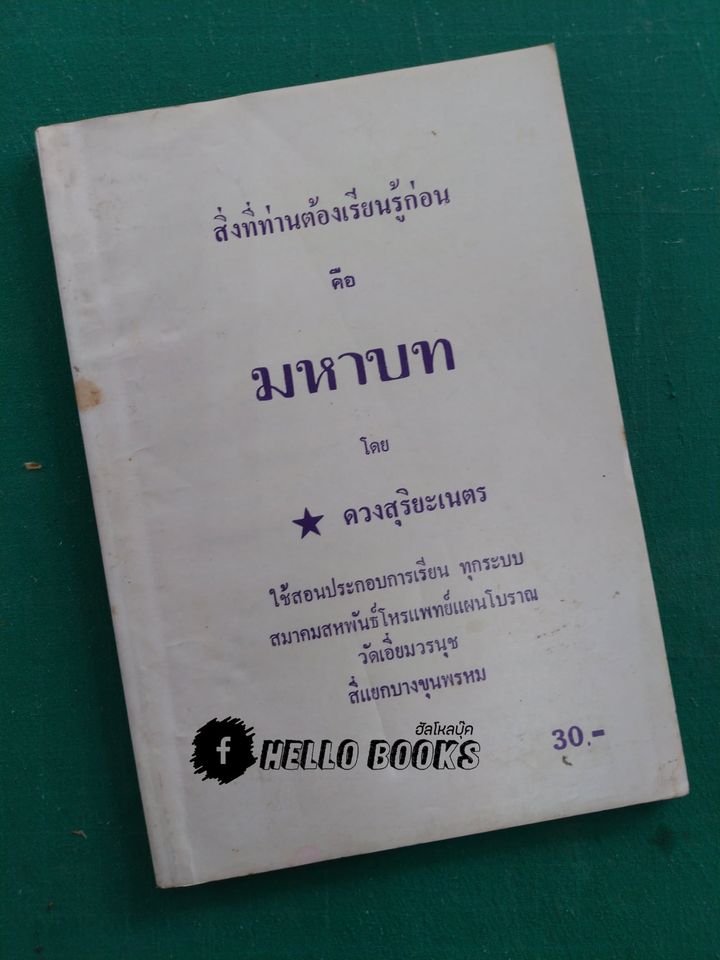 สิ่งที่ท่านต้องเรียนรู้ก่อน
คือ
มหาบท
โดย
★ ดวงสุริยะเนตร
ใช้สอนประกอบการเรียน ทุกระบบ
สมาคมสหพันธ์โหรแพทย์แผนโบราณ
วัดเอี่ยมวรนุช
สี่แยกบางขุนพรหม
ฮัลโหลบุ๊ค
f HELLO BOOKS
30.-